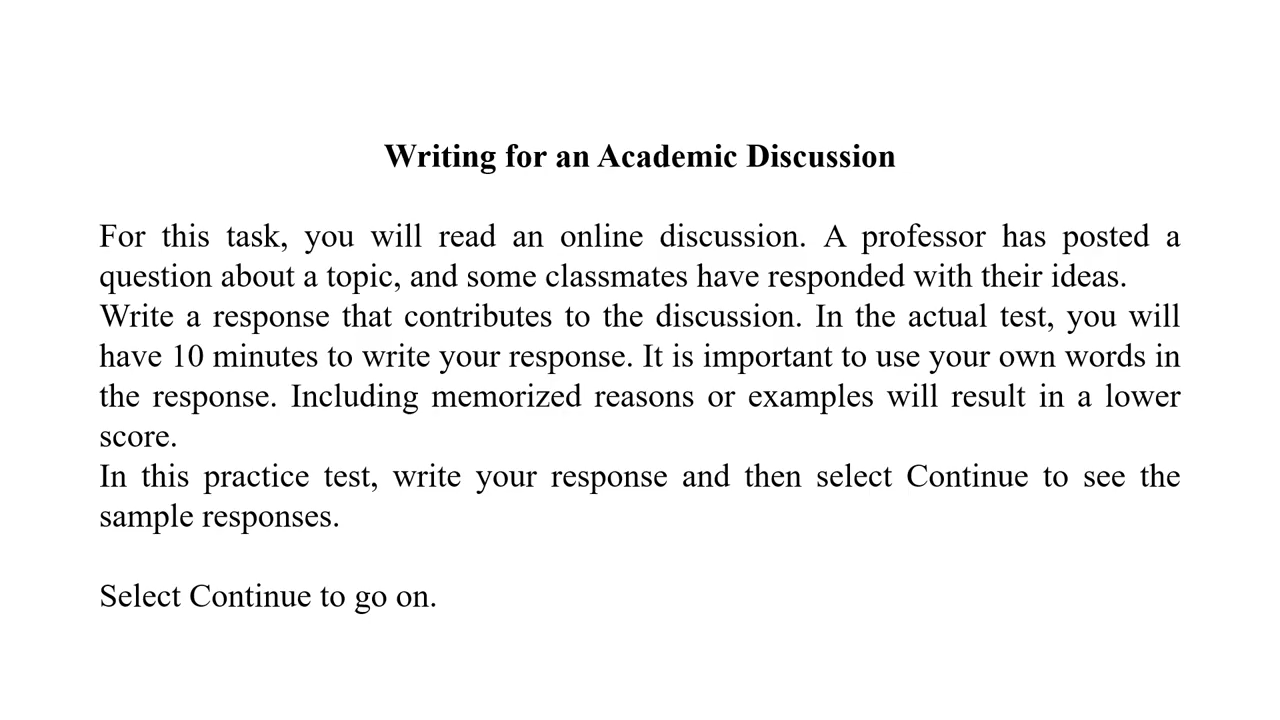 Writing for an Academic Discussion
For this task, you will read an online discussion. A professor has posted a
question about a topic, and some classmates have responded with their ideas.
Write a response that contributes to the discussion. In the actual test, you will
have 10 minutes to write your response. It is important to use your own words in
the response. Including memorized reasons or examples will result in a lower
score.
In this practice test, write your response and then select Continue to see the
sample responses.
Select Continue to go on.